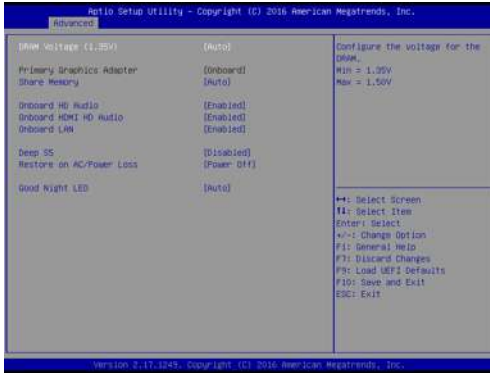 Aptio Setup Utility - Copyright (C) 2016 American Megatrends, Inc.
Advanced
DRAM Voltage (1.35V) [Auto]
Primary Graphics Adapter [Onboard]
Share Memory [Auto]
Onboard HD Audio [Enabled]
Onboard HDMI HD Audio [Enabled]
Onboard LAN [Enabled]
Deep S5 [Disabled]
Restore on AC/Power Loss [Power Off]
Good Night LED [Auto]
Configure the voltage for the
DRAM.
Min = 1.35V
Max = 1.50V
↔: Select Screen
↑↓: Select Item
Enter: Select
+/-: Change Option
F1: General Help
F7: Discard Changes
F9: Load UEFI Defaults
F10: Save and Exit
ESC: Exit
Version 2.17.1249. Copyright (C) 2016 American Megatrends, Inc.